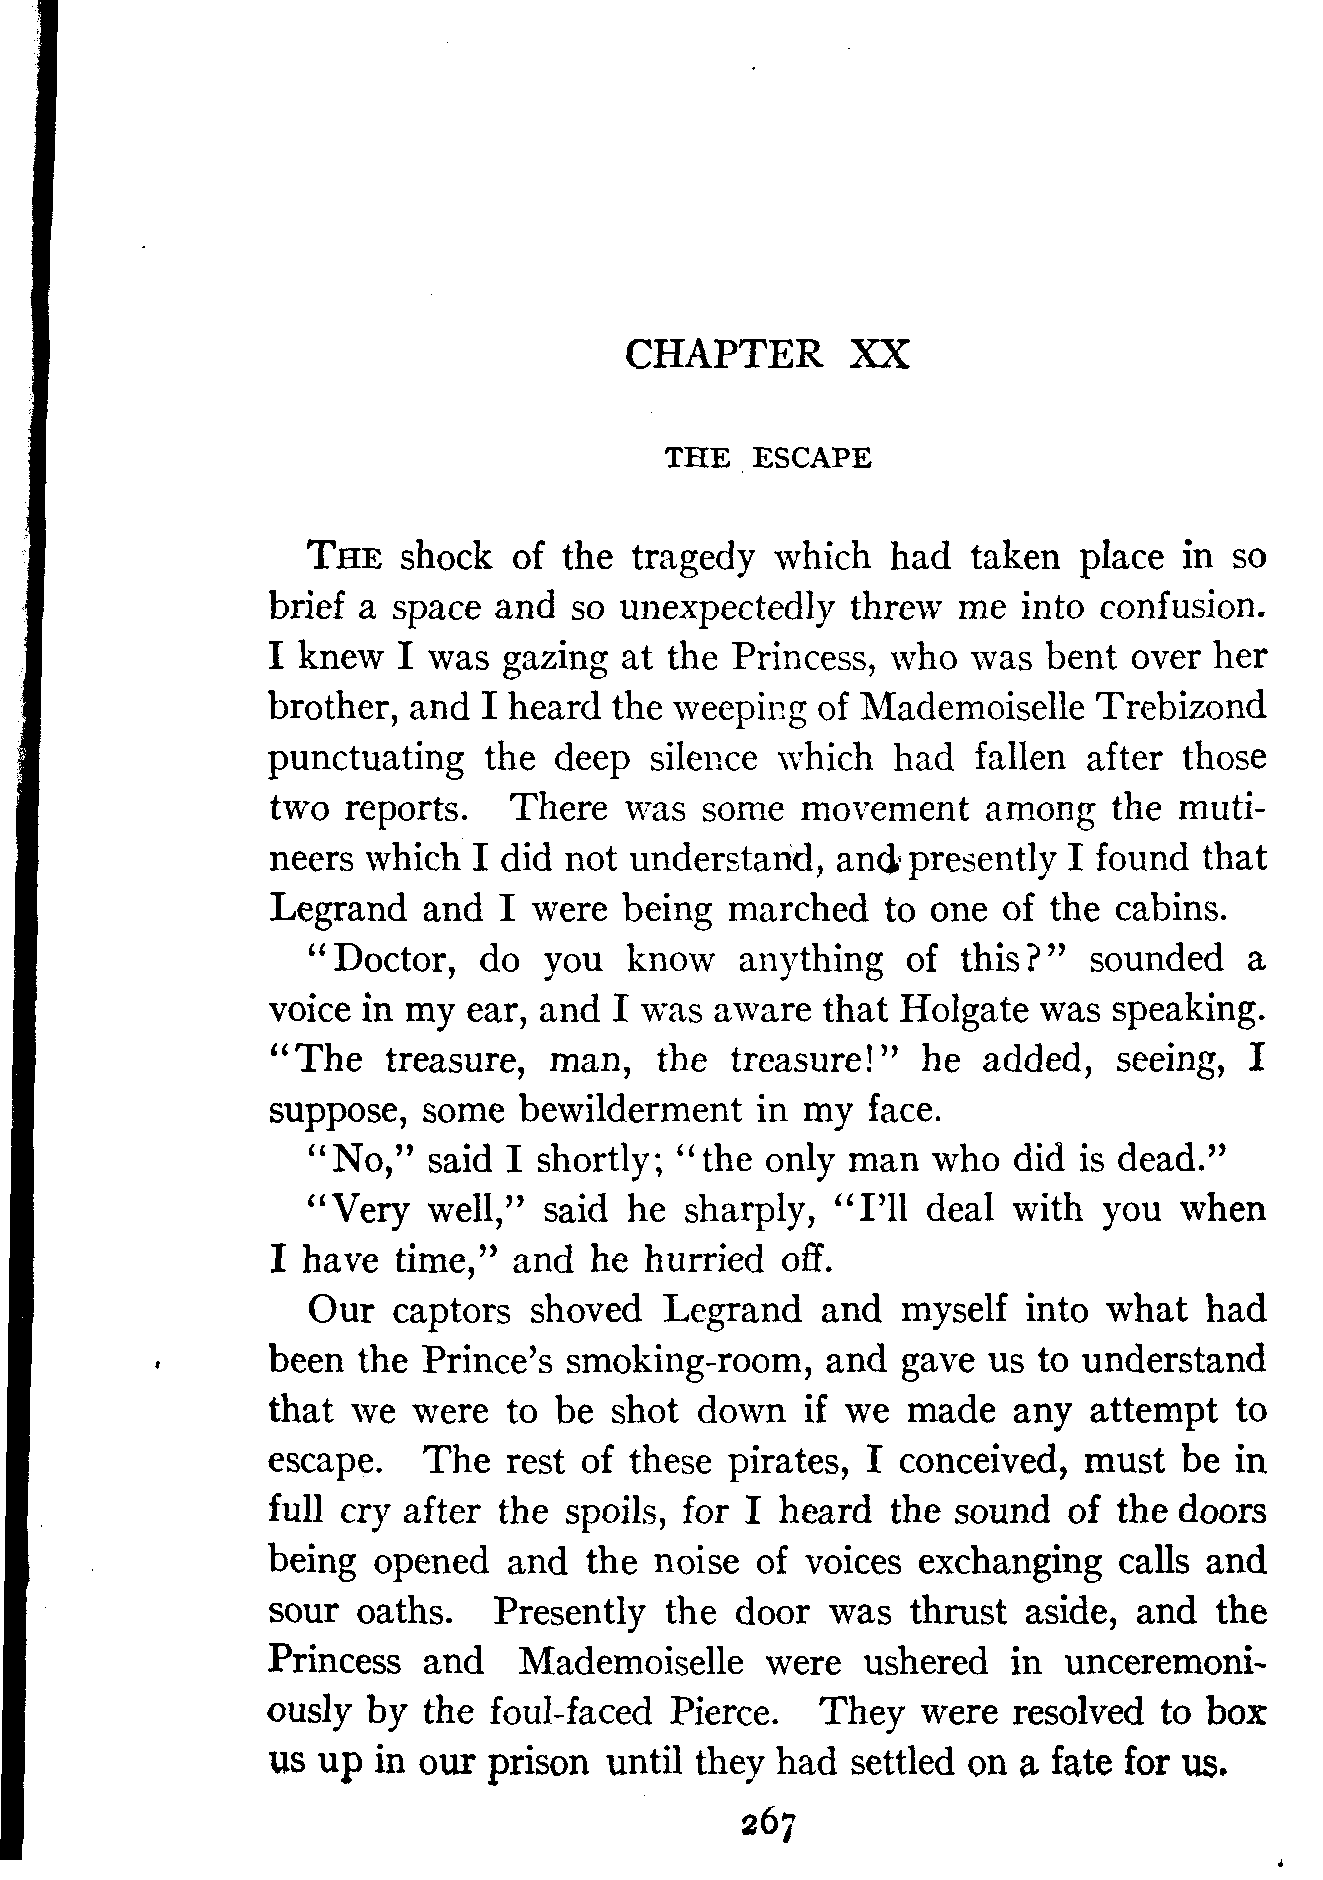 CHAPTER XX
THE ESCAPE
THE shock of the tragedy which had taken place in so
brief a space and so unexpectedly threw me into confusion.
I knew I was gazing at the Princess, who was bent over her
brother, and I heard the weeping of Mademoiselle Trebizond
punctuating the deep silence which had fallen after those
two reports. There was some movement among the muti-
neers which I did not understand, and presently I found that
Legrand and I were being marched to one of the cabins.
“Doctor, do you know anything of this?” sounded a
voice in my ear, and I was aware that Holgate was speaking.
“The treasure, man, the treasure!” he added, seeing, I
suppose, some bewilderment in my face.
“No,” said I shortly; “the only man who did is dead.”
“Very well,” said he sharply, “I’ll deal with you when
I have time,” and he hurried off.
Our captors shoved Legrand and myself into what had
been the Prince’s smoking-room, and gave us to understand
that we were to be shot down if we made any attempt to
escape. The rest of these pirates, I conceived, must be in
full cry after the spoils, for I heard the sound of the doors
being opened and the noise of voices exchanging calls and
sour oaths. Presently the door was thrust aside, and the
Princess and Mademoiselle were ushered in unceremoni-
ously by the foul-faced Pierce. They were resolved to box
us up in our prison until they had settled on a fate for us.
267